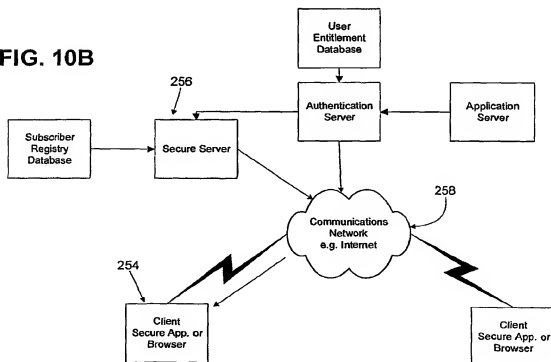 FIG. 10B
User
Entitlement
Database
256
Authentication
Server
Application
Server
Subscriber
Registry
Database
Secure Server
258
Communications
Network
e.g. Internet
254
Client
Secure App. or
Browser
Client
Secure App. or
Browser